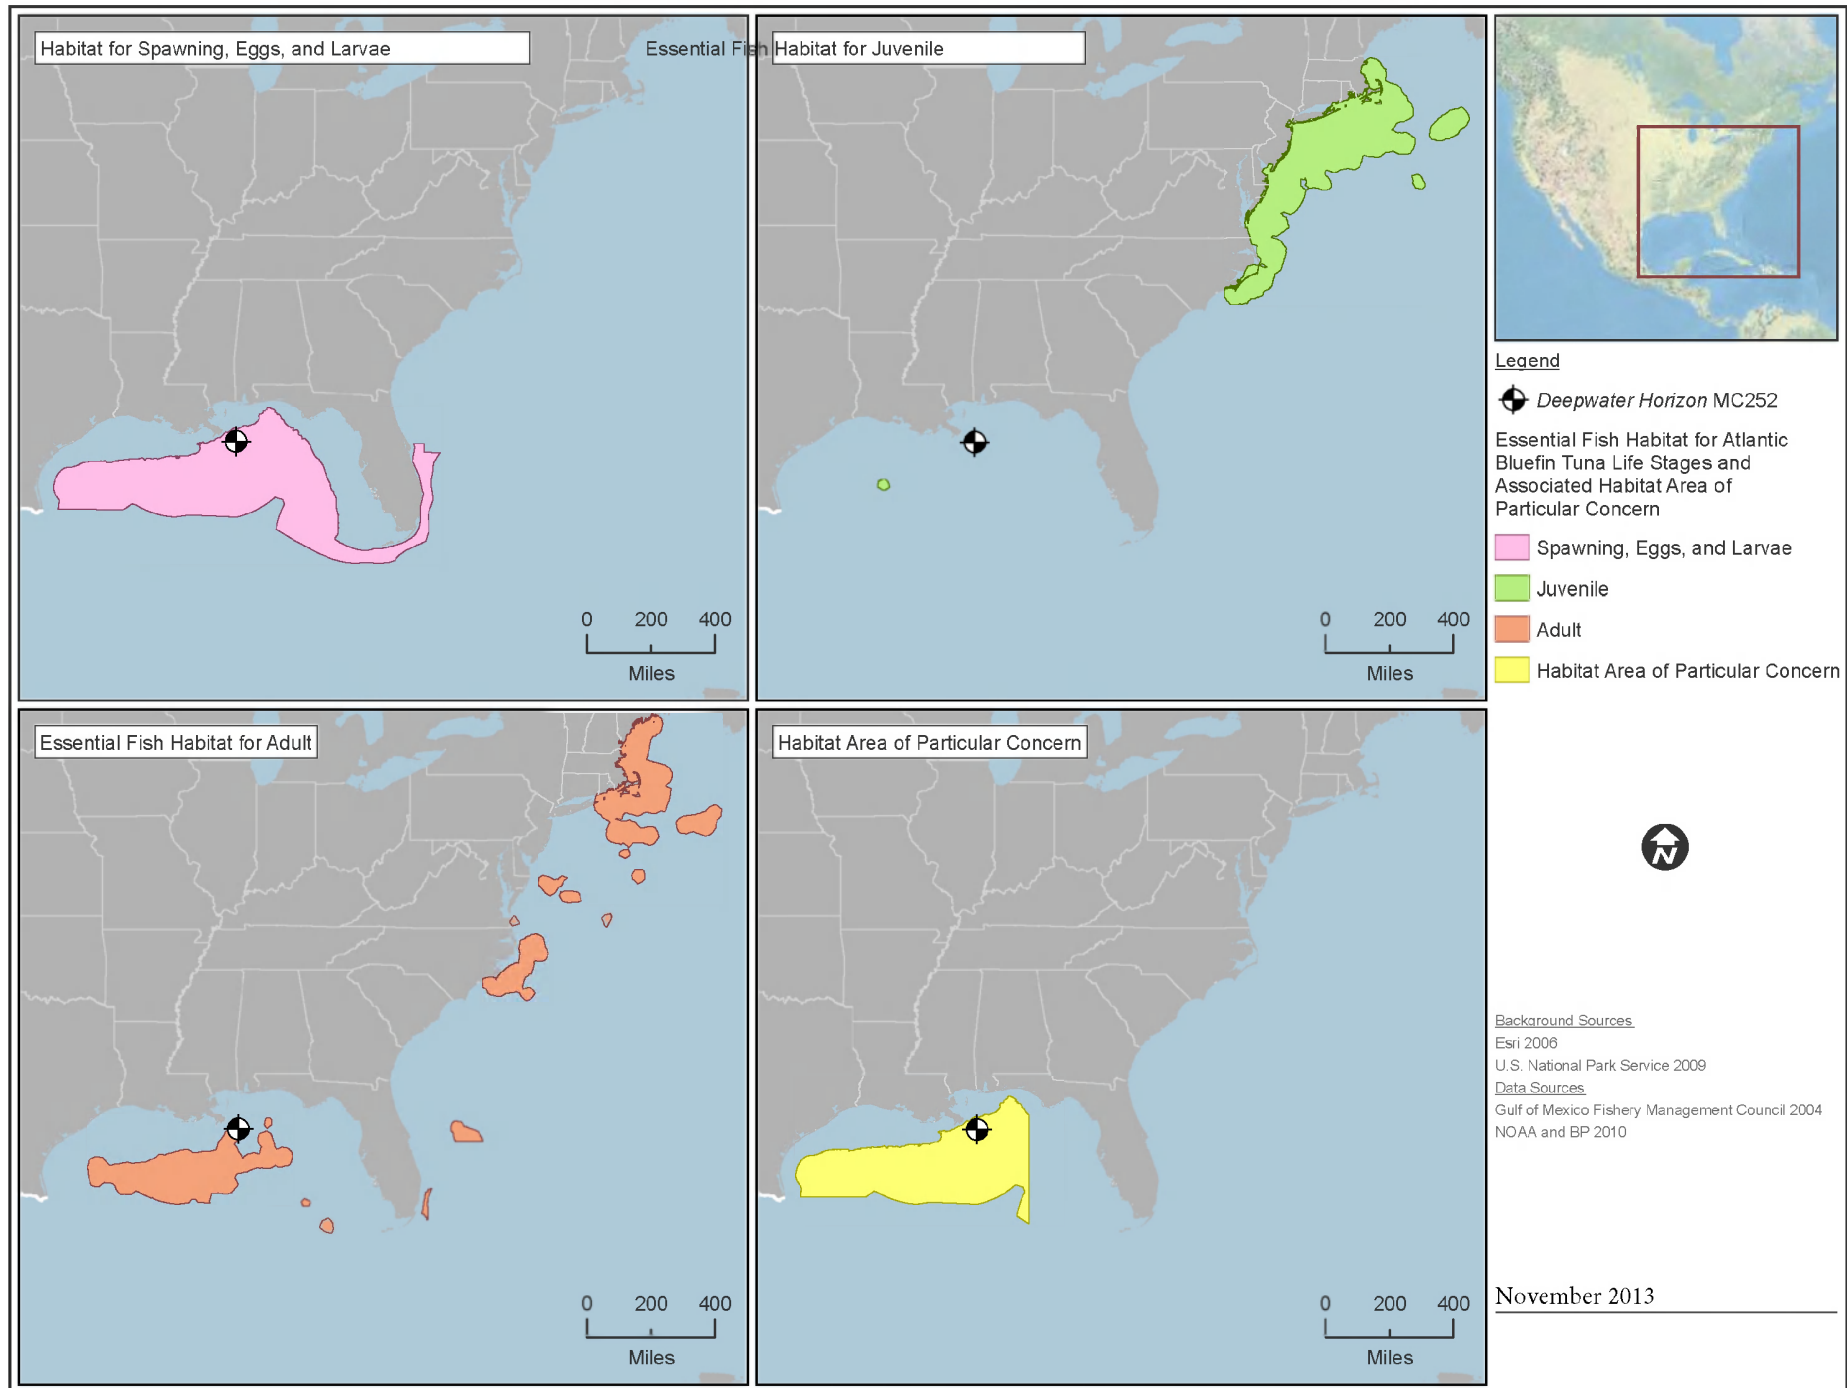 Habitat for Spawning, Eggs, and Larvae
Essential Fish Habitat for Juvenile
0 200 400
Miles
0 200 400
Miles
Essential Fish Habitat for Adult
Habitat Area of Particular Concern
0 200 400
Miles
0 200 400
Miles
Legend
Deepwater Horizon MC252
Essential Fish Habitat for Atlantic
Bluefin Tuna Life Stages and
Associated Habitat Area of
Particular Concern
Spawning, Eggs, and Larvae
Juvenile
Adult
Habitat Area of Particular Concern
N
Background Sources
Esri 2006
U.S. National Park Service 2009
Data Sources
Gulf of Mexico Fishery Management Council 2004
NOAA and BP 2010
November 2013